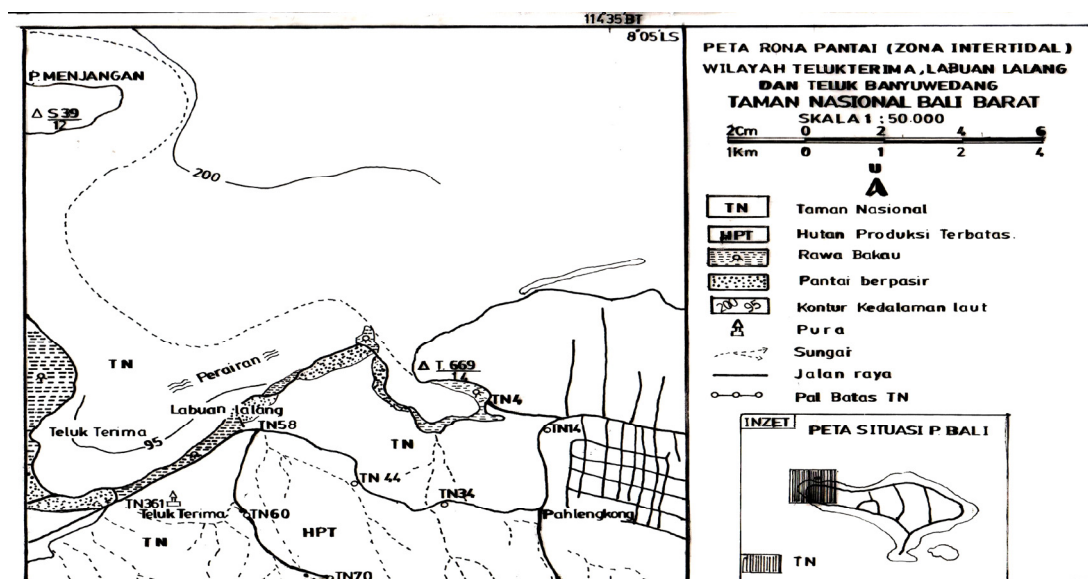 114°35'BT
8°05'LS
P. MENJANGAN
S 39
12
200
TN
Perairan
Labuan lalang
Teluk Terima
95
TN58
T. 669
14
TN4
TN14
TN
TN 44
TN34
TN361
Teluk Terima
TN60
TN
HPT
Pahlengkong
TN70
PETA RONA PANTAI (ZONA INTERTIDAL)
WILAYAH TELUKTERIMA, LABUAN LALANG
DAN TELUK BANYUWEDANG
TAMAN NASIONAL BALI BARAT
SKALA 1 : 50.000
2Cm 0 2 4 6
1Km 0 1 2 4
U
TN Taman Nasional
HPT Hutan Produksi Terbatas.
Rawa Bakau
Pantai berpasir
200 95 Kontur Kedalaman laut
Pura
Sungai
Jalan raya
Pal Batas TN
INZET
PETA SITUASI P. BALI
TN